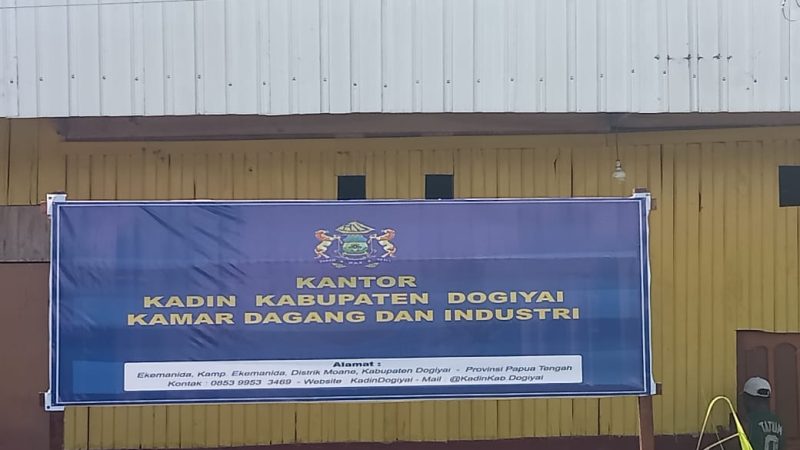 KANTOR
KADIN KABUPATEN DOGIYAI
KAMAR DAGANG DAN INDUSTRI
Alamat :
Ekemanida, Kamp. Ekemanida, Distrik Moane, Kabupaten Dogiyai - Provinsi Papua Tengah
Kontak : 0853 9953 3469 - Website : KadinDogiyai - Mail : @KadinKab.Dogiyai